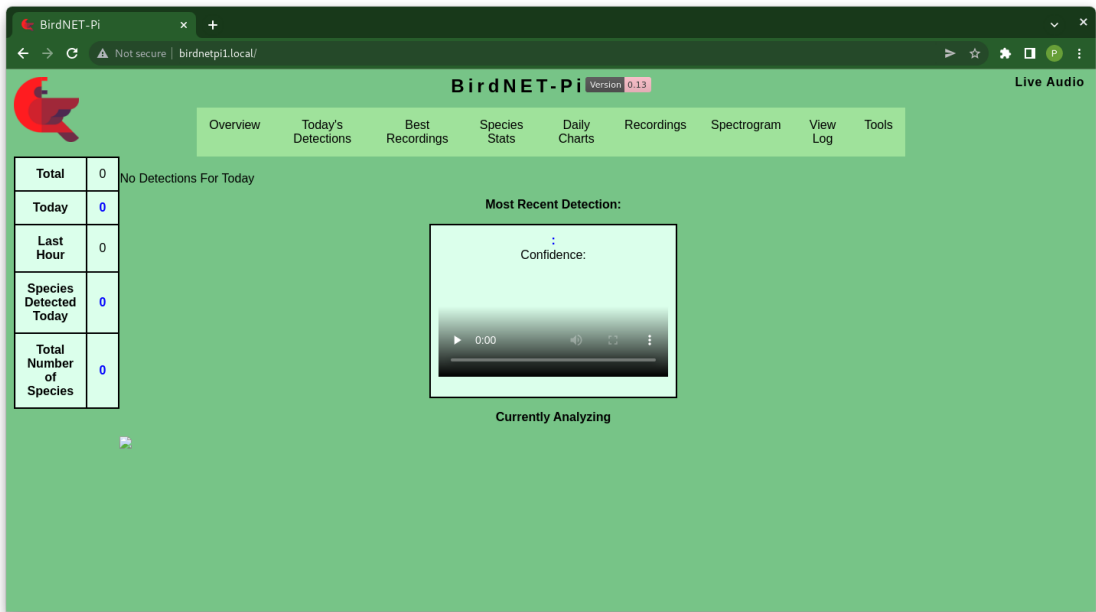 BirdNET-Pi
Not secure | birdnetpi1.local/
P
BirdNET-Pi Version 0.13
Live Audio
Overview
Today's
Detections
Best
Recordings
Species
Stats
Daily
Charts
Recordings
Spectrogram
View
Log
Tools
Total 0
Today 0
Last
Hour 0
Species
Detected
Today 0
Total
Number
of
Species 0
No Detections For Today
Most Recent Detection:
:
Confidence:
0:00
Currently Analyzing